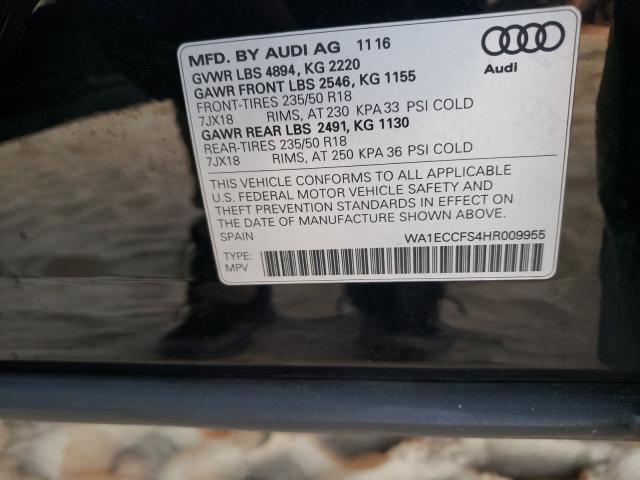 MFD. BY AUDI AG 11 16
GVWR LBS 4894, KG 2220
GAWR FRONT LBS 2546, KG 1155
FRONT-TIRES 235/50 R18
7JX18 RIMS, AT 230 KPA 33 PSI COLD
GAWR REAR LBS 2491, KG 1130
REAR-TIRES 235/50 R18
7JX18 RIMS, AT 250 KPA 36 PSI COLD
Audi
THIS VEHICLE CONFORMS TO ALL APPLICABLE
U.S. FEDERAL MOTOR VEHICLE SAFETY AND
THEFT PREVENTION STANDARDS IN EFFECT ON
THE DATE OF MANUFACTURE SHOWN ABOVE.
SPAIN WA1ECCFS4HR009955
TYPE:
MPV